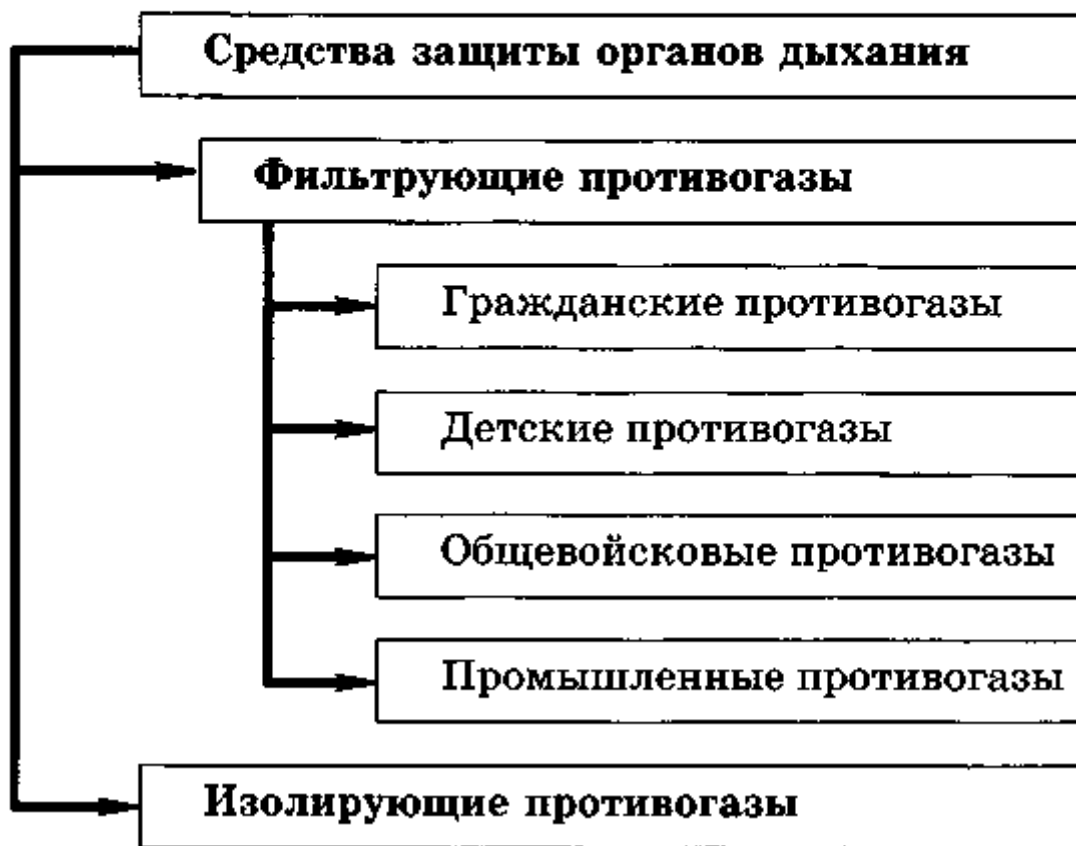 Средства защиты органов дыхания
Фильтрующие противогазы
Гражданские противогазы
Детские противогазы
Общевойсковые противогазы
Промышленные противогазы
Изолирующие противогазы